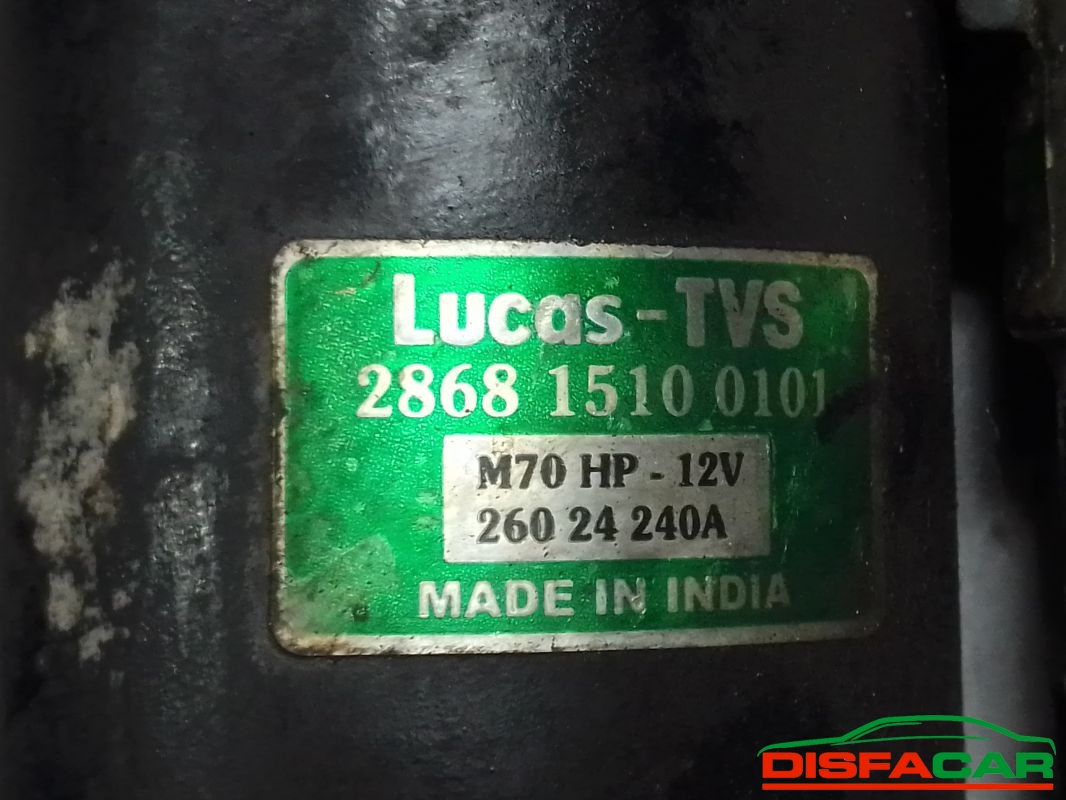 Lucas-TVS
2868 1510 0101
M70 HP - 12V
260 24 240A
MADE IN INDIA
DISFACAR